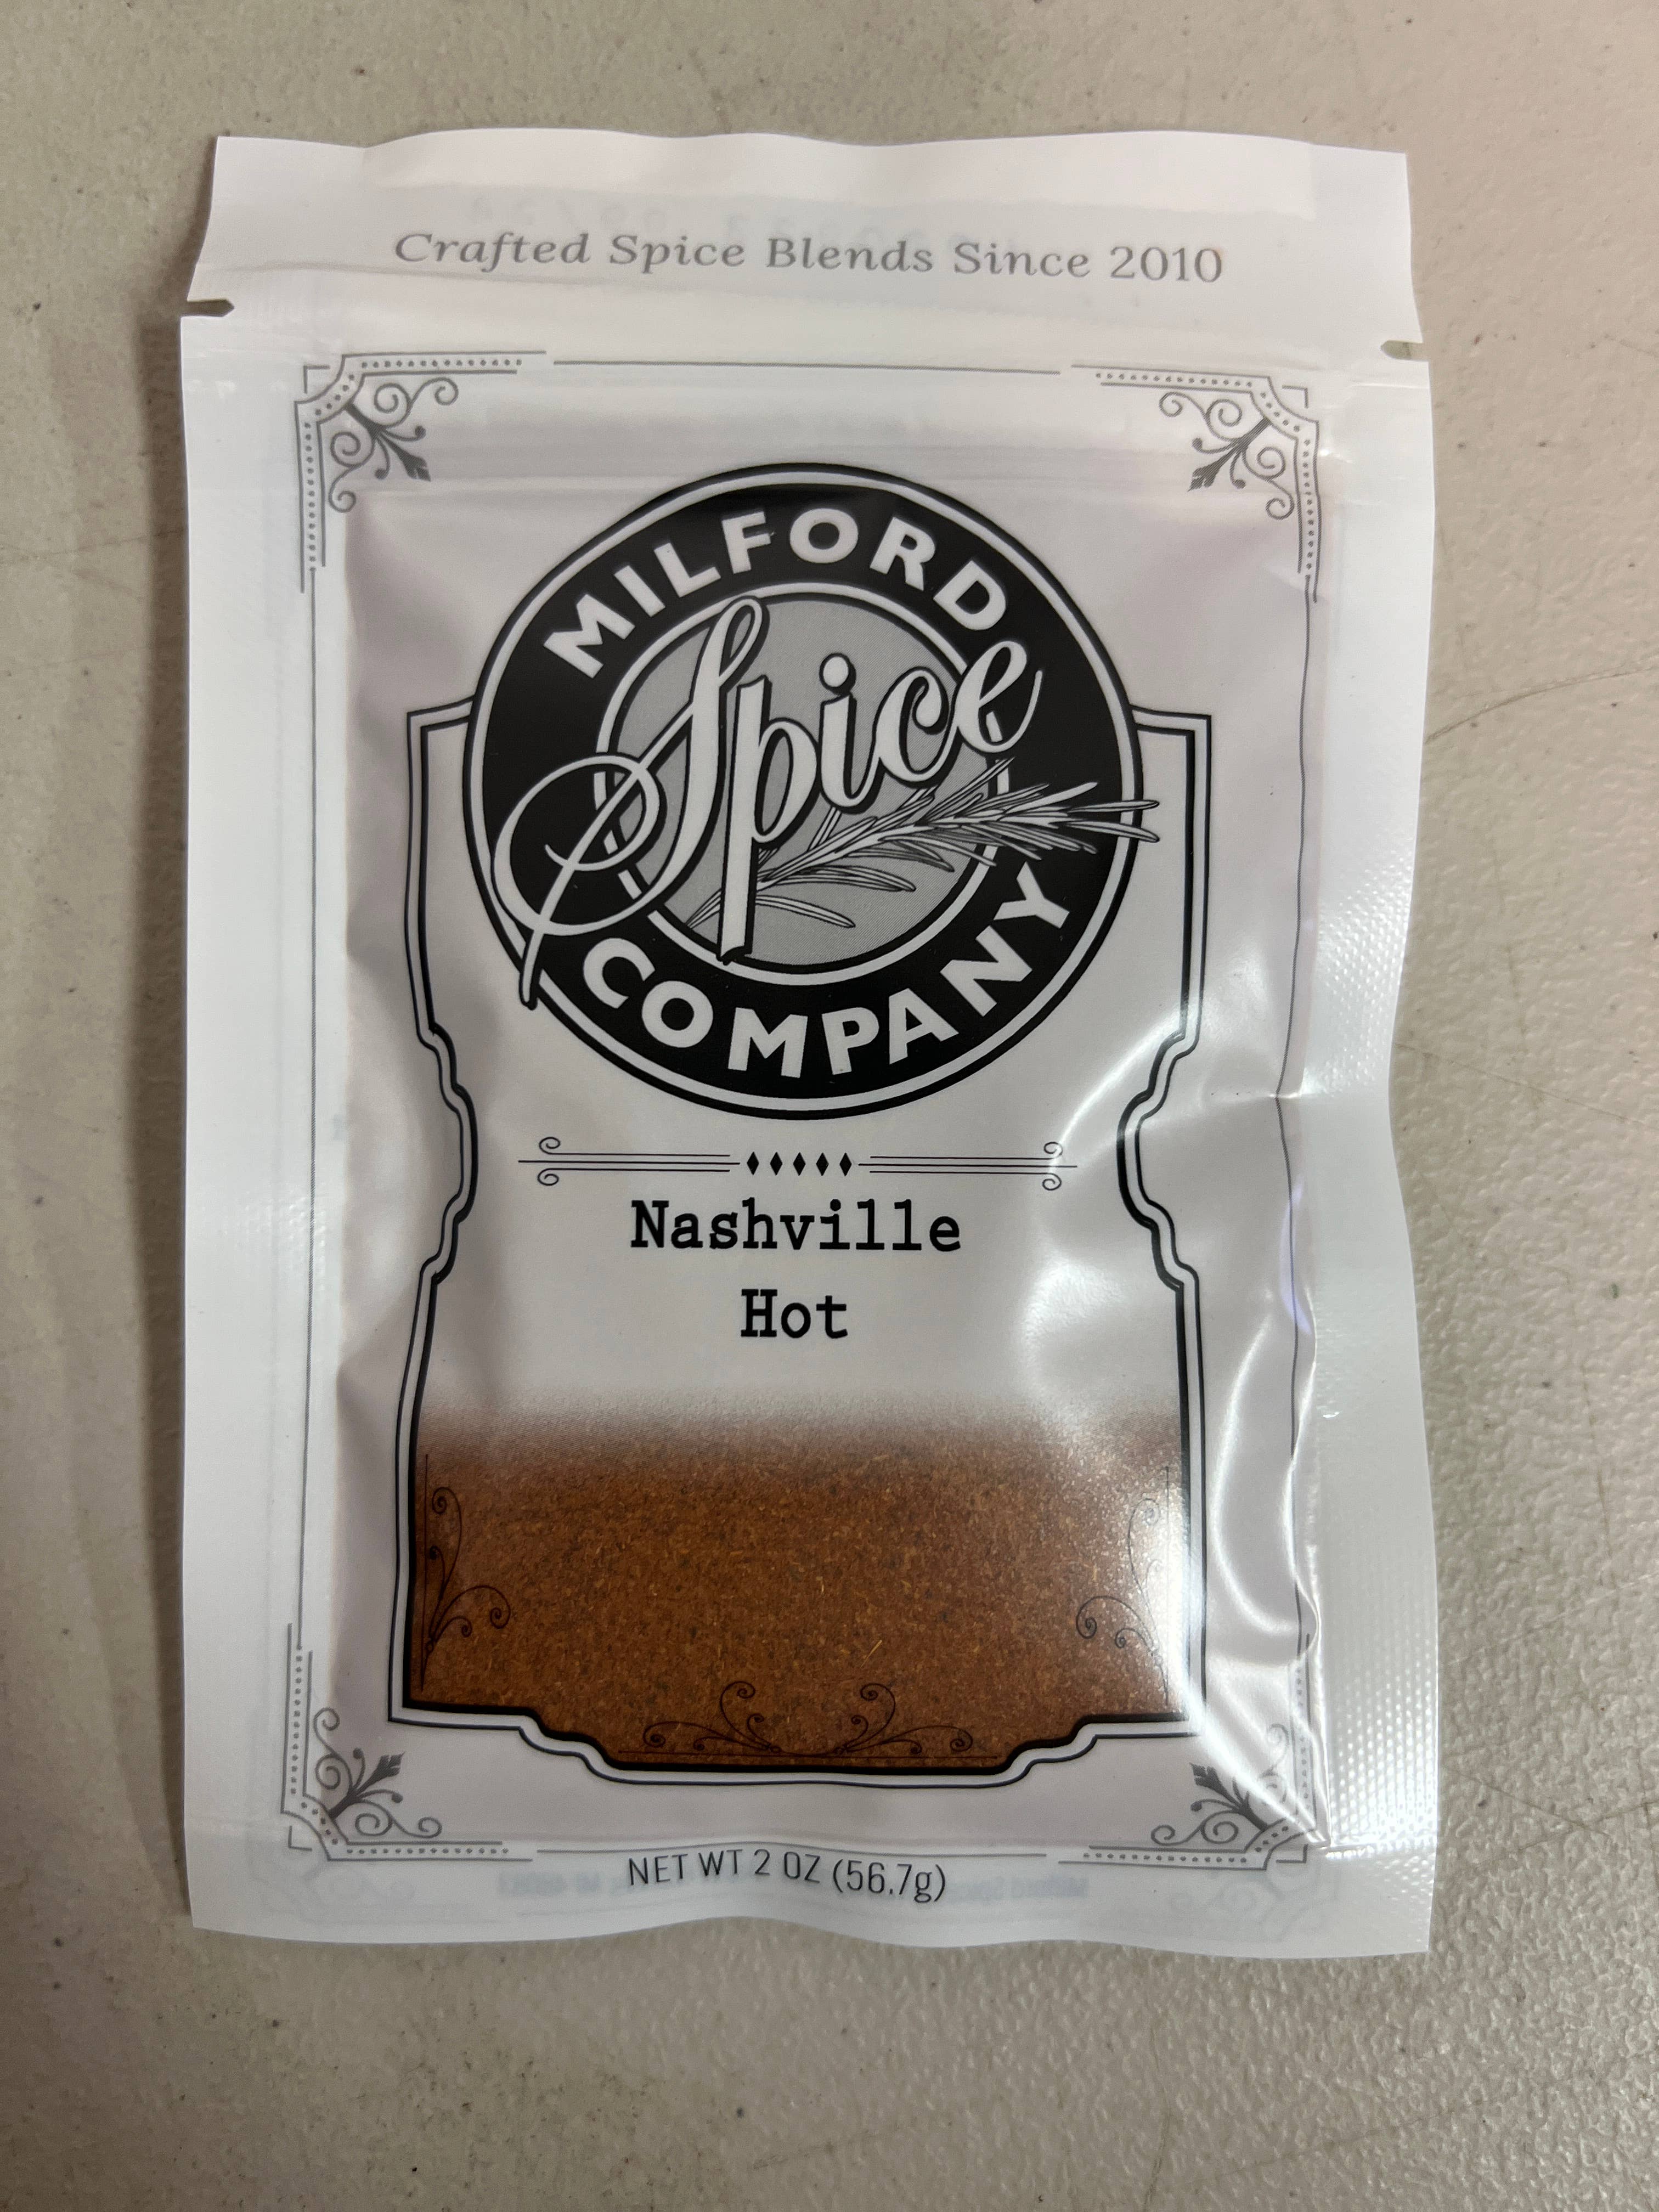 Crafted Spice Blends Since 2010
MILFORD
Spice
COMPANY
Nashville
Hot
NET WT 2 OZ (56.7g)